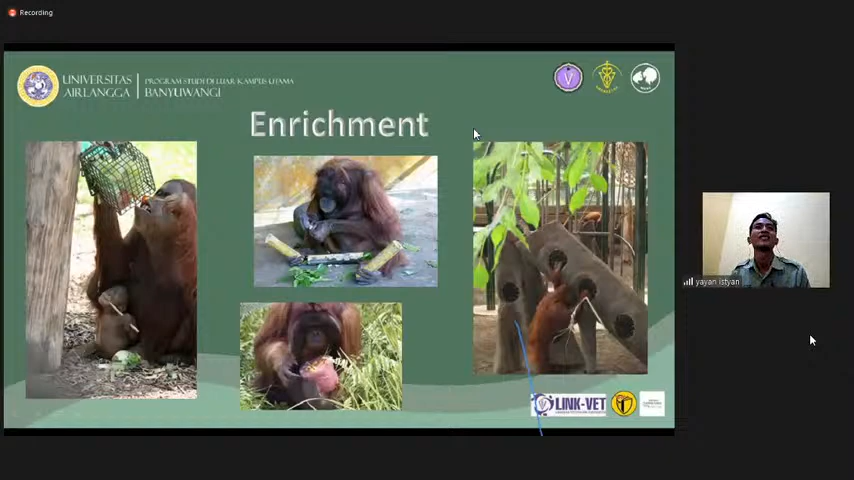 Recording
UNIVERSITAS
AIRLANGGA
PROGRAM STUDI DI LUAR KAMPUS UTAMA
BANYUWANGI
Enrichment
yayan istyan
LINK-VET